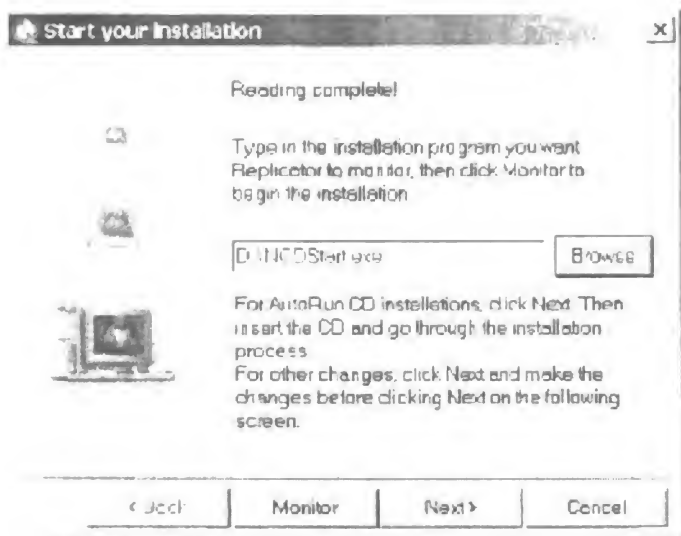 Start your Installation
Reading complete!
Type in the installation program you want
Replicator to monitor, then click Monitor to
begin the installation
Browse
For AutoRun CD installations, click Next. Then
insert the CD and go through the installation
process
For other changes, click Next and make the
changes before clicking Next on the following
screen.
< Back
Monitor
Next >
Cancel